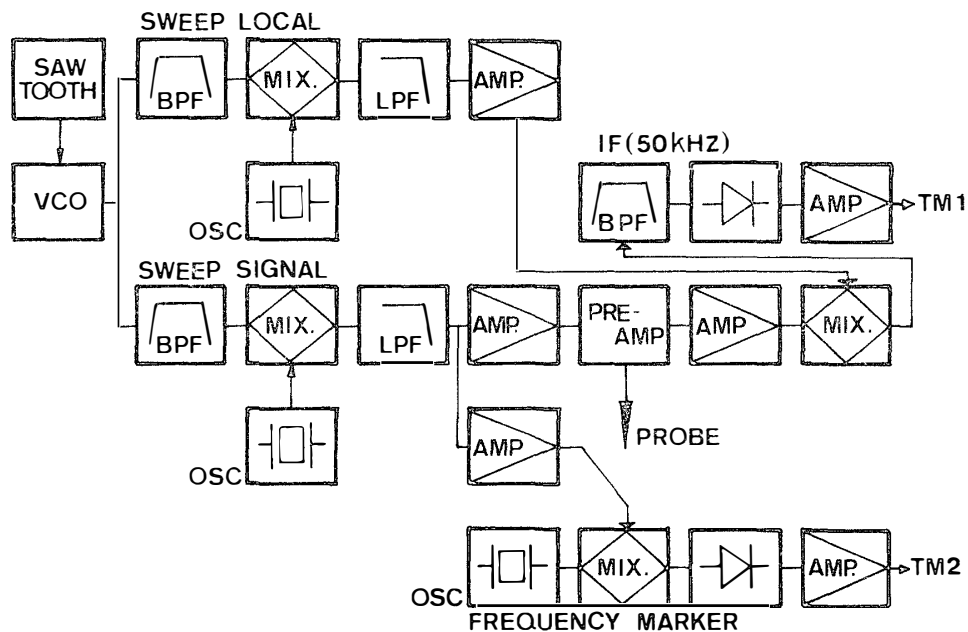 SWEEP LOCAL
SAW
TOOTH
BPF
MIX.
LPF
AMP.
VCO
OSC
IF(50kHz)
BPF
AMP
TM1
SWEEP SIGNAL
BPF
MIX.
LPF
AMP.
PRE-
AMP
AMP
MIX.
OSC
AMP
PROBE
OSC
MIX.
AMP.
TM2
FREQUENCY MARKER